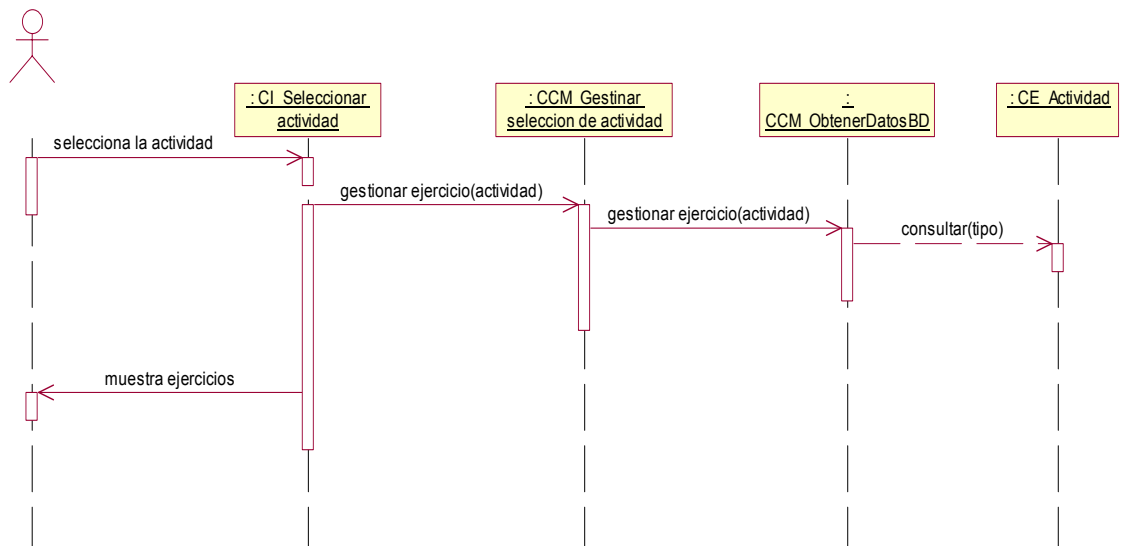 : CI_Seleccionar
actividad
: CCM_Gestinar
seleccion de actividad
:
CCM_ObtenerDatosBD
: CE_Actividad
selecciona la actividad
gestionar ejercicio(actividad)
gestionar ejercicio(actividad)
consultar(tipo)
muestra ejercicios